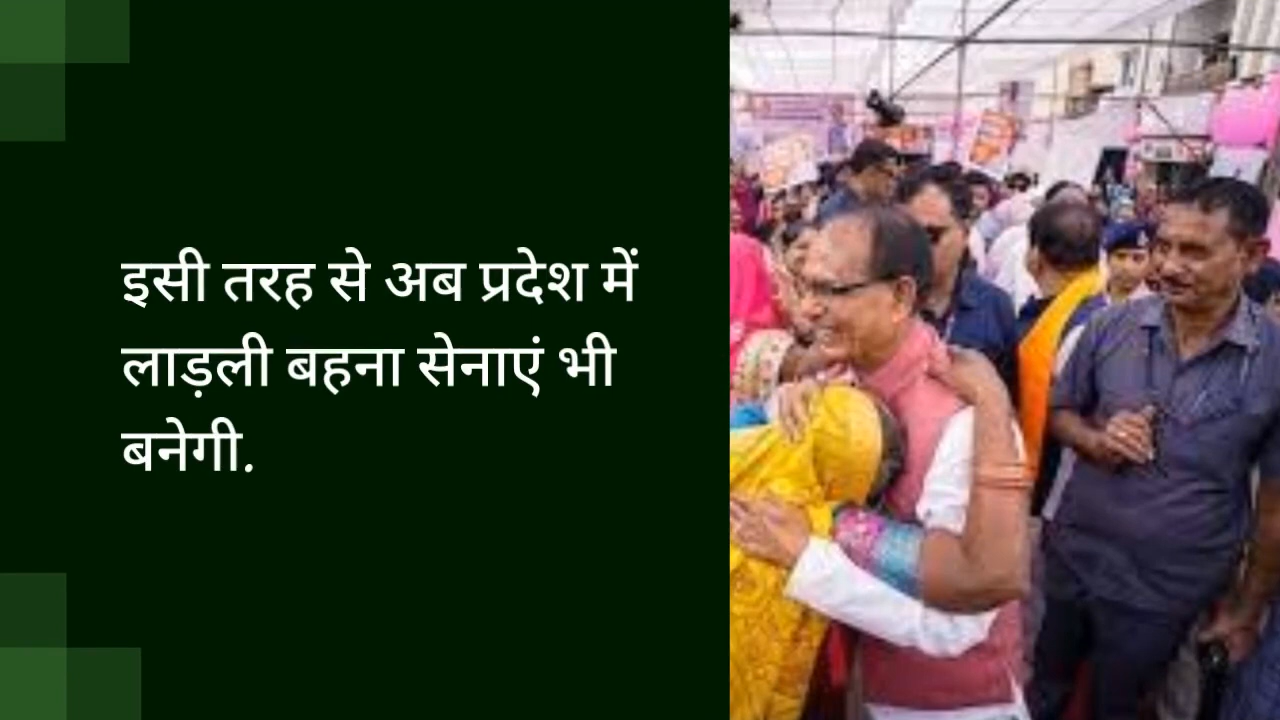 इसी तरह से अब प्रदेश में
लाड़ली बहना सेनाएं भी
बनेगी.